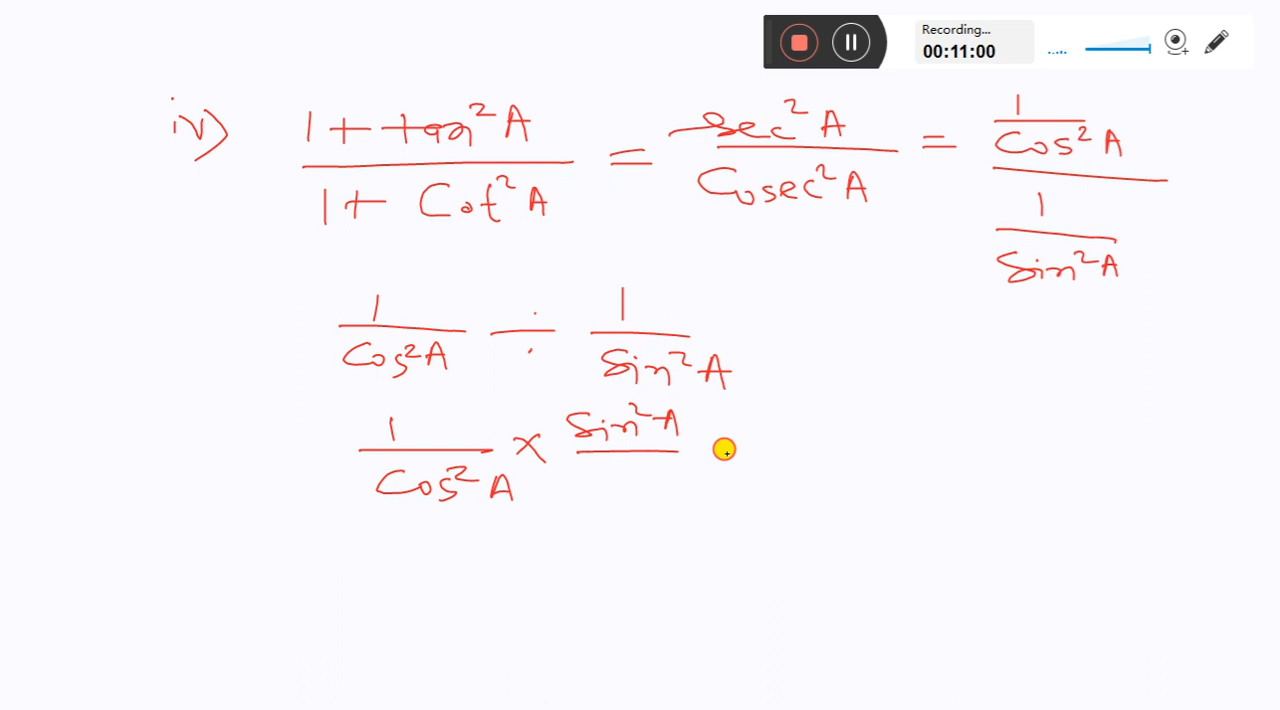 Recording...
00:11:00
iv) (1 + tan²A)/(1 + Cot²A) = (sec²A)/(Cosec²A) = (1/Cos²A)/(1/Sin²A)
1/Cos²A ÷ 1/Sin²A
1/Cos²A × Sin²A/